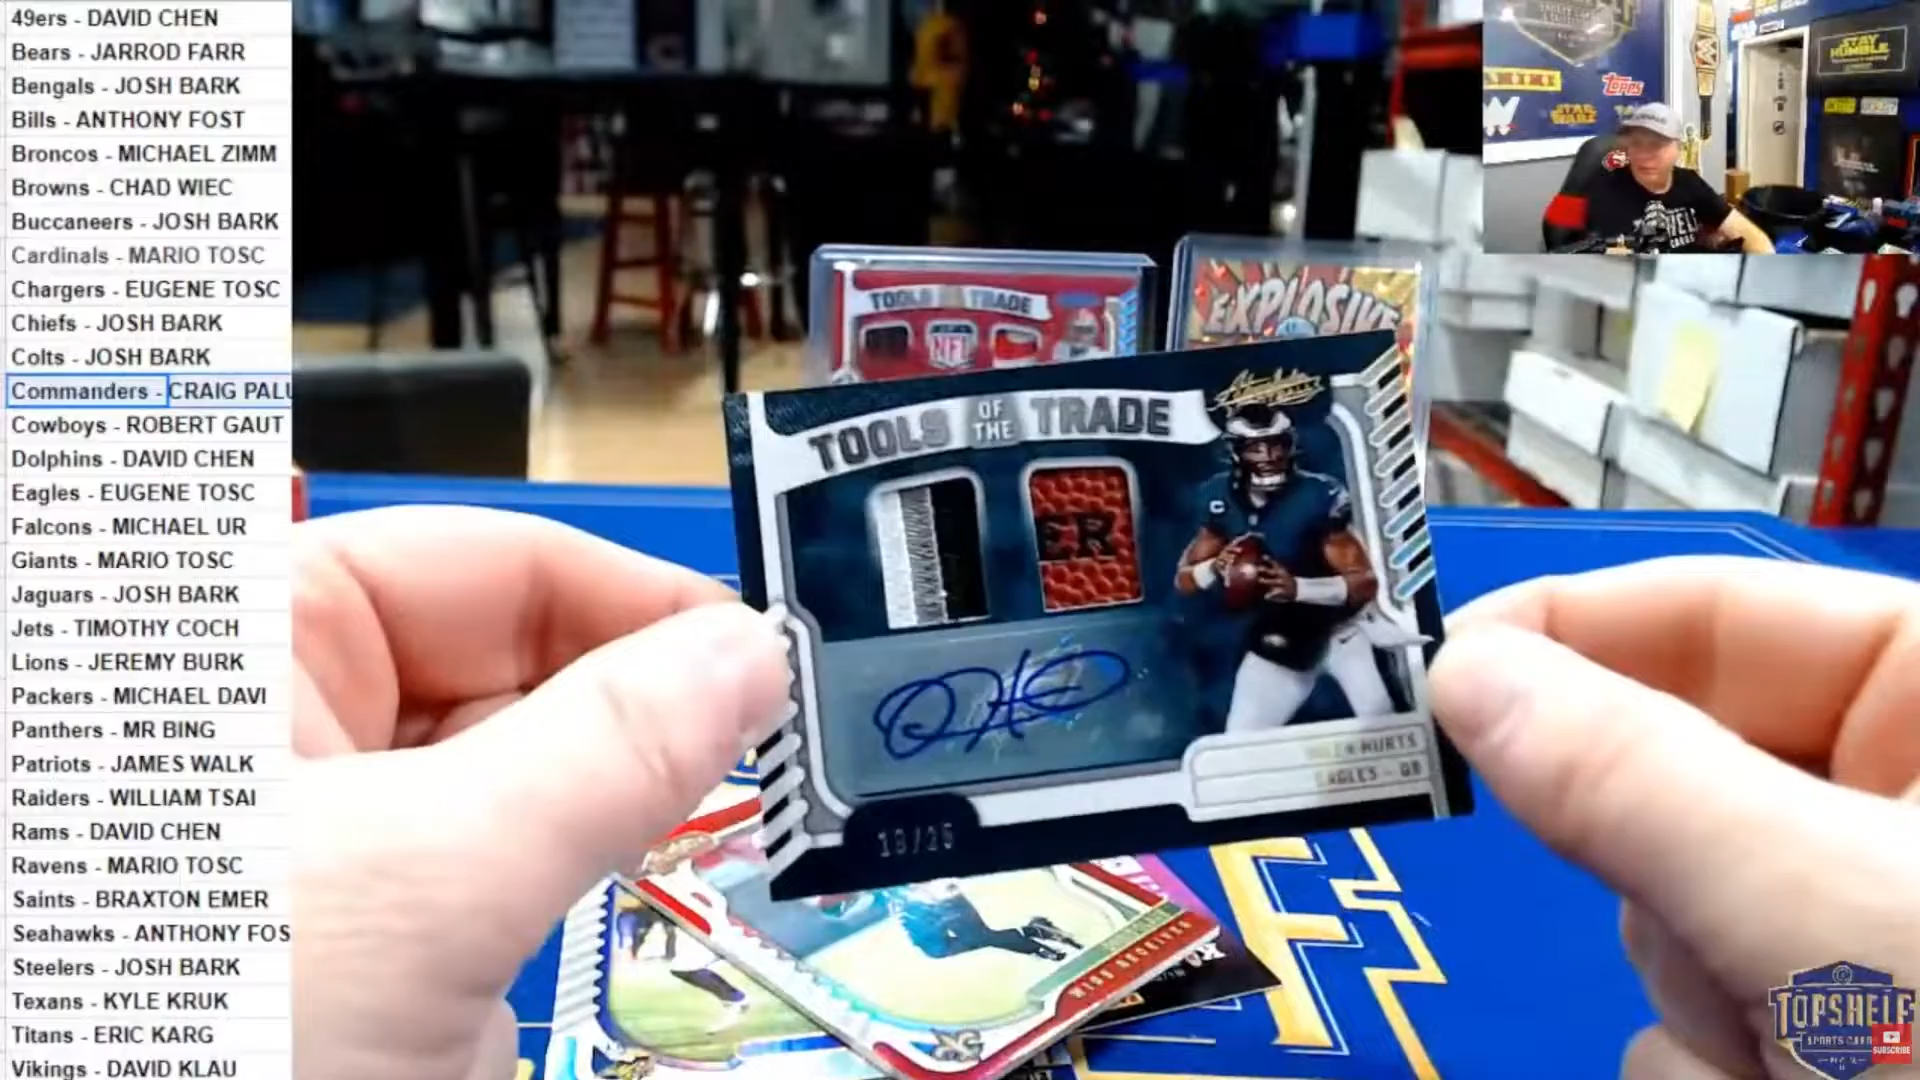 49ers - DAVID CHEN
Bears - JARROD FARR
Bengals - JOSH BARK
Bills - ANTHONY FOST
Broncos - MICHAEL ZIMM
Browns - CHAD WIEC
Buccaneers - JOSH BARK
Cardinals - MARIO TOSC
Chargers - EUGENE TOSC
Chiefs - JOSH BARK
Colts - JOSH BARK
Commanders - CRAIG PALU
Cowboys - ROBERT GAUT
Dolphins - DAVID CHEN
Eagles - EUGENE TOSC
Falcons - MICHAEL UR
Giants - MARIO TOSC
Jaguars - JOSH BARK
Jets - TIMOTHY COCH
Lions - JEREMY BURK
Packers - MICHAEL DAVI
Panthers - MR BING
Patriots - JAMES WALK
Raiders - WILLIAM TSAI
Rams - DAVID CHEN
Ravens - MARIO TOSC
Saints - BRAXTON EMER
Seahawks - ANTHONY FOS
Steelers - JOSH BARK
Texans - KYLE KRUK
Titans - ERIC KARG
Vikings - DAVID KLAU
PANINI
Topps
STAR WARS
STAY HUMBLE
TOOLS TRADE
NFL
EXPLOSIVE
TOOLS OF THE TRADE
ER
C
HURTS
EAGLES - QB
18/25
WIDE RECEIVER
TOPSHELF
SPORTS CARDS
SUBSCRIBE